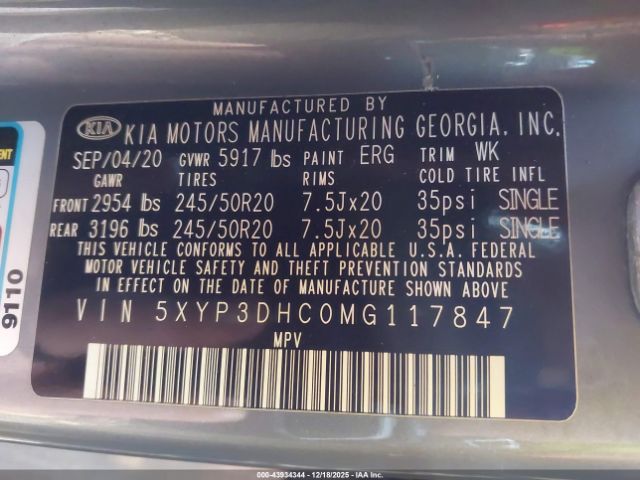 MANUFACTURED BY
KIA KIA MOTORS MANUFACTURING GEORGIA, INC.
SEP/04/20 GVWR 5917 lbs PAINT ERG TRIM WK
GAWR TIRES RIMS COLD TIRE INFL
FRONT 2954 lbs 245/50R20 7.5Jx20 35psi SINGLE
REAR 3196 lbs 245/50R20 7.5Jx20 35psi SINGLE
THIS VEHICLE CONFORMS TO ALL APPLICABLE U.S.A. FEDERAL
MOTOR VEHICLE SAFETY AND THEFT PREVENTION STANDARDS
IN EFFECT ON THE DATE OF MANUFACTURE SHOWN ABOVE
VIN 5XYP3DHC0MG117847
MPV
9110
000-43934344 - 12/18/2025 - IAA Inc.